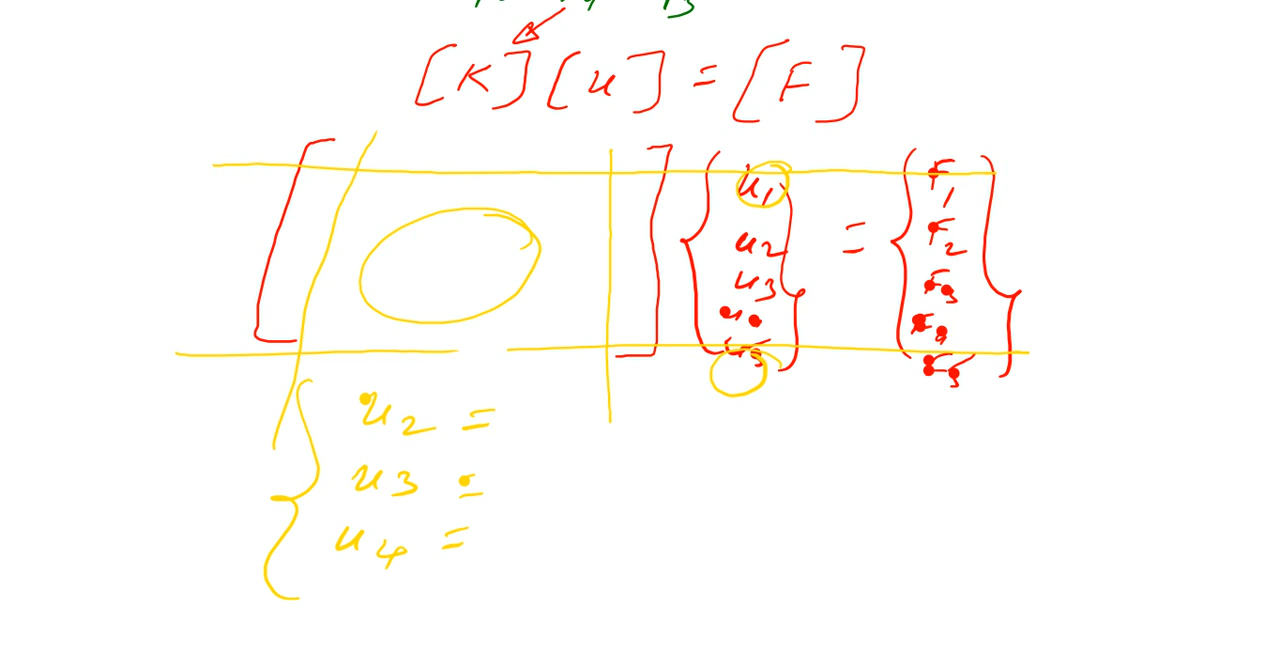 [K] [u] = [F]
[ ] { u1 } = { F1 }
u2 F2
u3 F3
u4 F4
u5 F5
u2 =
u3 =
u4 =